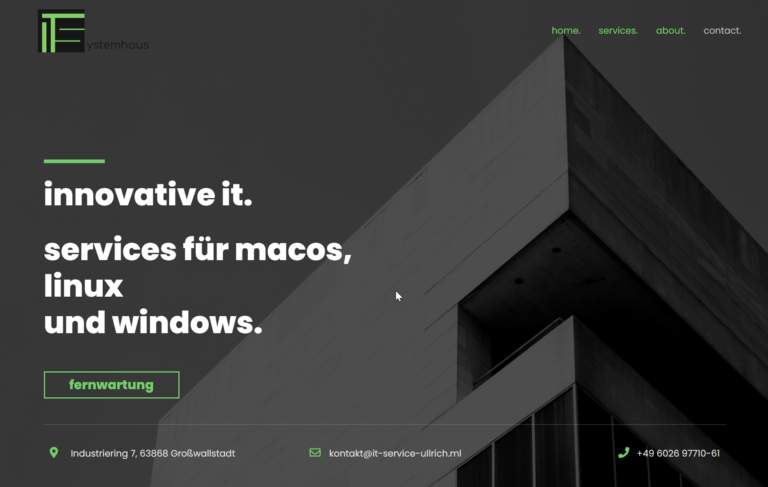 iTS
ystemhaus
home. services. about. contact.
innovative it.
services für macos,
linux
und windows.
fernwartung
Industriering 7, 63868 Großwallstadt
kontakt@it-service-ullrich.ml
+49 6026 97710-61